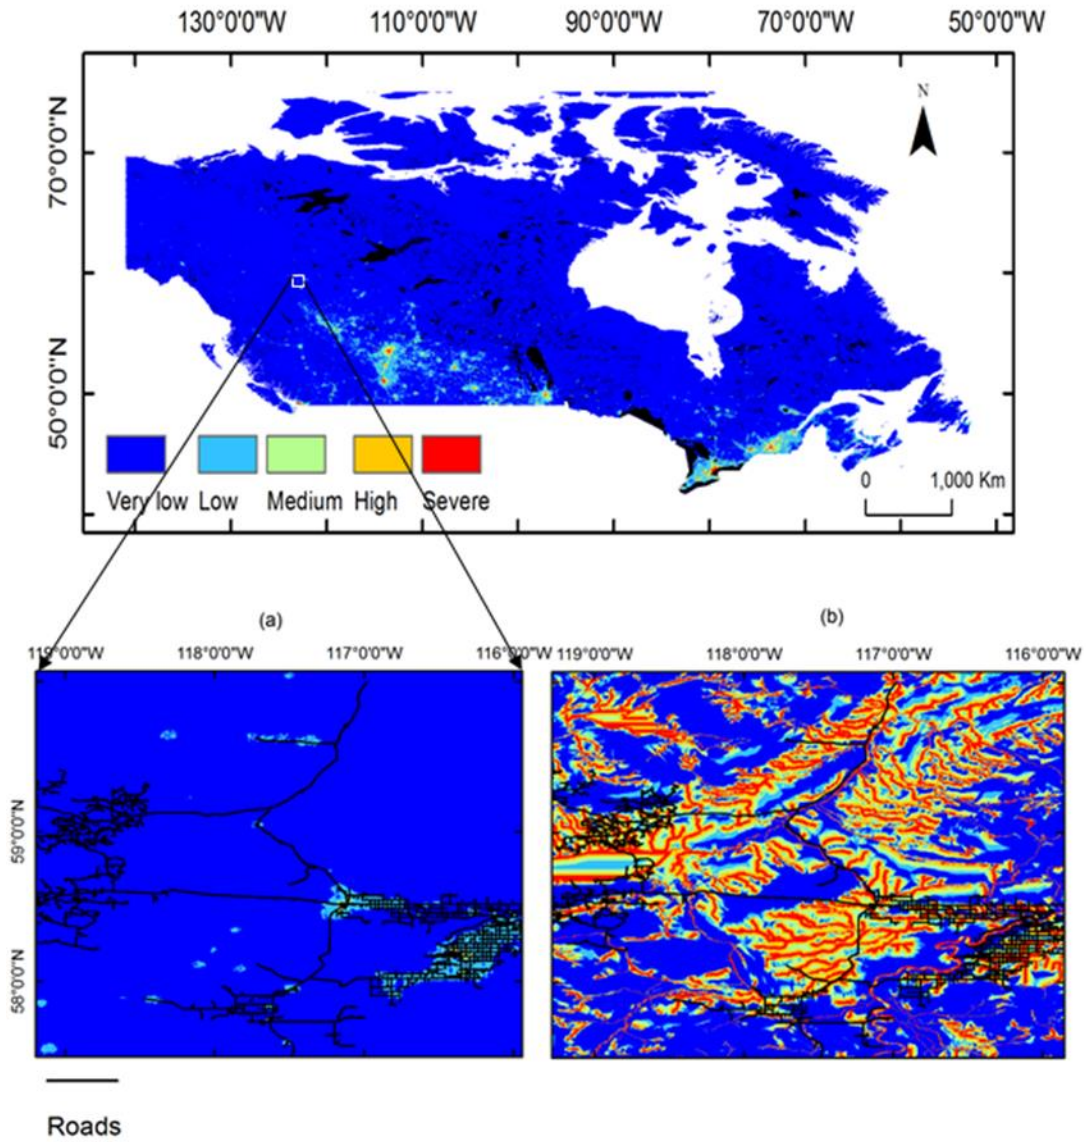 130°0'0"W 110°0'0"W 90°0'0"W 70°0'0"W 50°0'0"W
N
70°0'0"N
50°0'0"N
0 1,000 Km
Very low Low Medium High Severe
(a) (b)
119°0'0"W 118°0'0"W 117°0'0"W 116°0'0"W 119°0'0"W 118°0'0"W 117°0'0"W 116°0'0"W
59°0'0"N
58°0'0"N
Roads